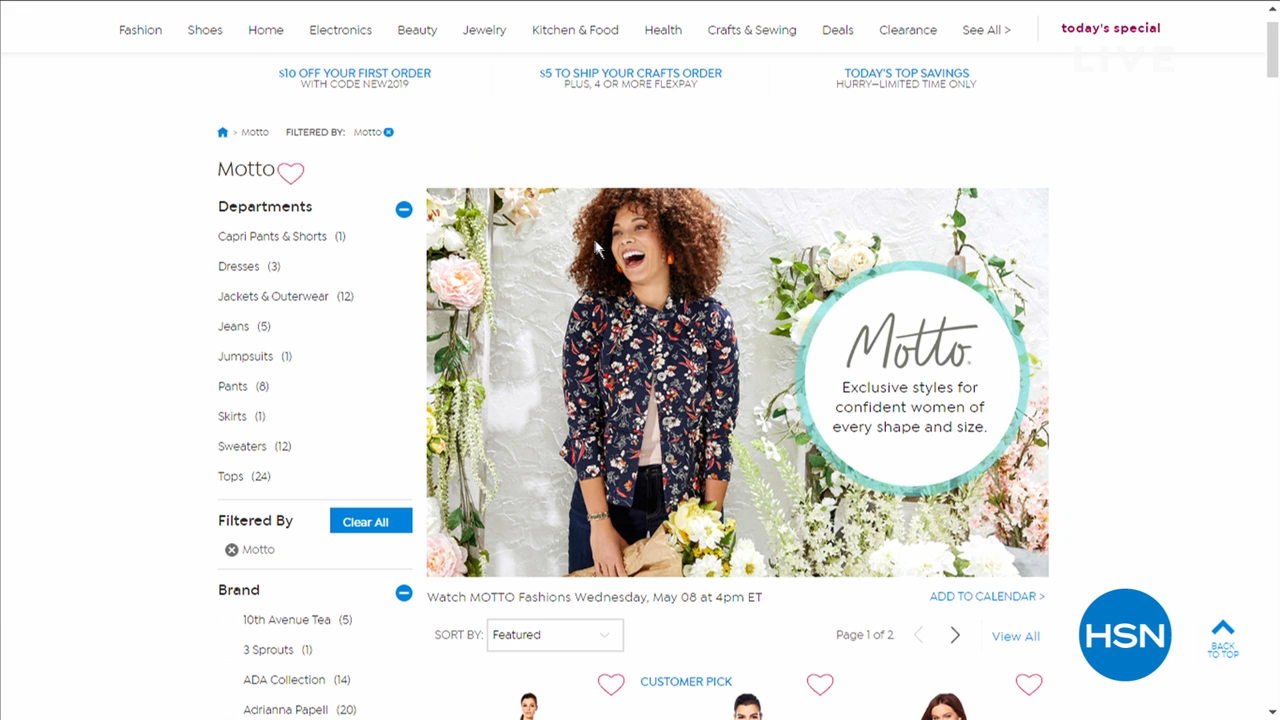 Fashion Shoes Home Electronics Beauty Jewelry Kitchen & Food Health Crafts & Sewing Deals Clearance See All > today's special
LIVE
$10 OFF YOUR FIRST ORDER
WITH CODE NEW2019
$5 TO SHIP YOUR CRAFTS ORDER
PLUS, 4 OR MORE FLEXPAY
TODAY'S TOP SAVINGS
HURRY—LIMITED TIME ONLY
> Motto FILTERED BY: Motto
Motto
Departments
Capri Pants & Shorts (1)
Dresses (3)
Jackets & Outerwear (12)
Jeans (5)
Jumpsuits (1)
Pants (8)
Skirts (1)
Sweaters (12)
Tops (24)
Filtered By Clear All
Motto
Brand
10th Avenue Tea (5)
3 Sprouts (1)
ADA Collection (14)
Adrianna Papell (20)
Motto
Exclusive styles for
confident women of
every shape and size.
Watch MOTTO Fashions Wednesday, May 08 at 4pm ET ADD TO CALENDAR >
SORT BY: Featured Page 1 of 2 View All
CUSTOMER PICK
HSN
BACK
TO TOP